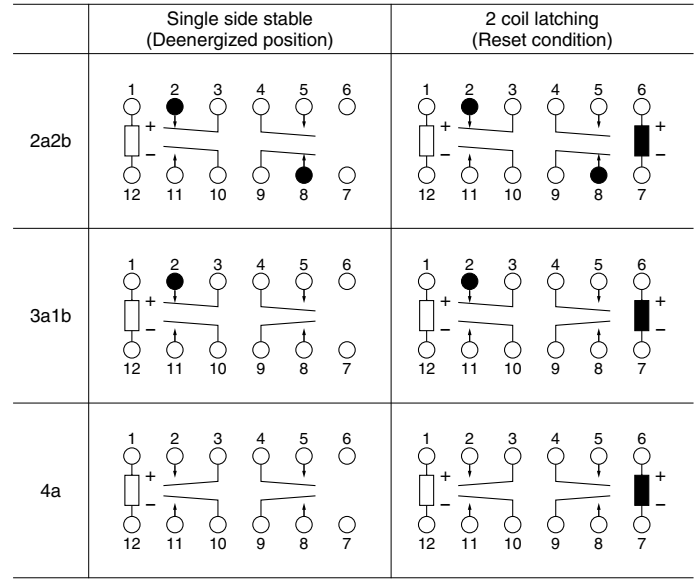 Single side stable
(Deenergized position)
2 coil latching
(Reset condition)
2a2b
1 2 3 4 5 6
+
−
12 11 10 9 8 7
1 2 3 4 5 6
+ +
− −
12 11 10 9 8 7
3a1b
1 2 3 4 5 6
+
−
12 11 10 9 8 7
1 2 3 4 5 6
+ +
− −
12 11 10 9 8 7
4a
1 2 3 4 5 6
+
−
12 11 10 9 8 7
1 2 3 4 5 6
+ +
− −
12 11 10 9 8 7